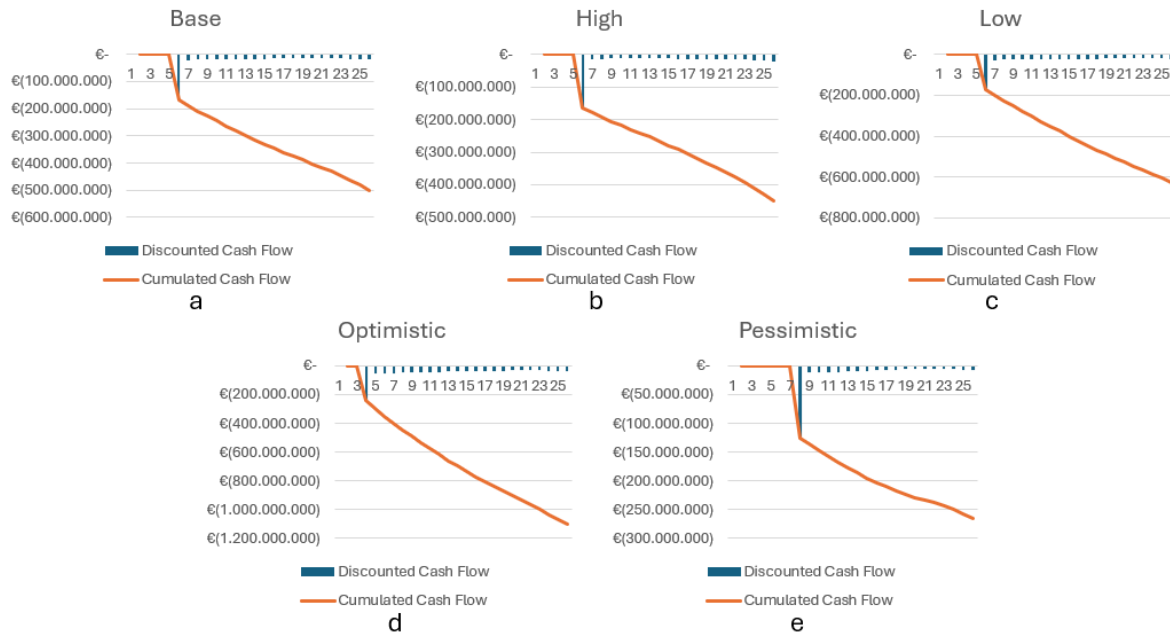 Base
€-
1 3 5 7 9 11 13 15 17 19 21 23 25
€(100.000.000)
€(200.000.000)
€(300.000.000)
€(400.000.000)
€(500.000.000)
€(600.000.000)
Discounted Cash Flow
Cumulated Cash Flow
a
High
€-
1 3 5 7 9 11 13 15 17 19 21 23 25
€(100.000.000)
€(200.000.000)
€(300.000.000)
€(400.000.000)
€(500.000.000)
Discounted Cash Flow
Cumulated Cash Flow
b
Low
€-
1 3 5 7 9 11 13 15 17 19 21 23 25
€(200.000.000)
€(400.000.000)
€(600.000.000)
€(800.000.000)
Discounted Cash Flow
Cumulated Cash Flow
c
Optimistic
€-
1 3 5 7 9 11 13 15 17 19 21 23 25
€(200.000.000)
€(400.000.000)
€(600.000.000)
€(800.000.000)
€(1.000.000.000)
€(1.200.000.000)
Discounted Cash Flow
Cumulated Cash Flow
d
Pessimistic
€-
1 3 5 7 9 11 13 15 17 19 21 23 25
€(50.000.000)
€(100.000.000)
€(150.000.000)
€(200.000.000)
€(250.000.000)
€(300.000.000)
Discounted Cash Flow
Cumulated Cash Flow
e